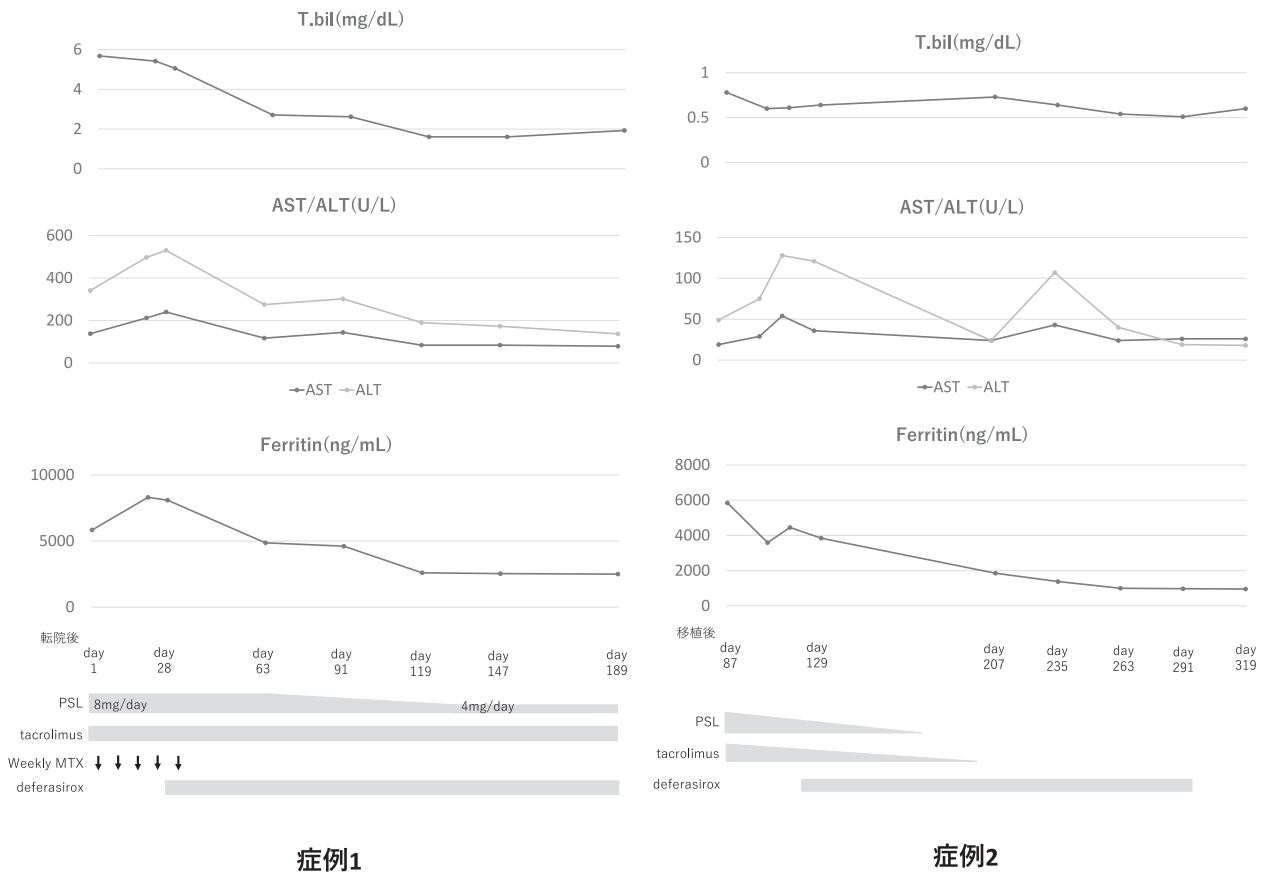 T.bil(mg/dL)
6
4
2
0
AST/ALT(U/L)
600
400
200
0
AST ALT
Ferritin(ng/mL)
10000
5000
0
転院後
day 1
day 28
day 63
day 91
day 119
day 147
day 189
PSL 8mg/day 4mg/day
tacrolimus
Weekly MTX
deferasirox
症例1
T.bil(mg/dL)
1
0.5
0
AST/ALT(U/L)
150
100
50
0
AST ALT
Ferritin(ng/mL)
8000
6000
4000
2000
0
移植後
day 87
day 129
day 207
day 235
day 263
day 291
day 319
PSL
tacrolimus
deferasirox
症例2